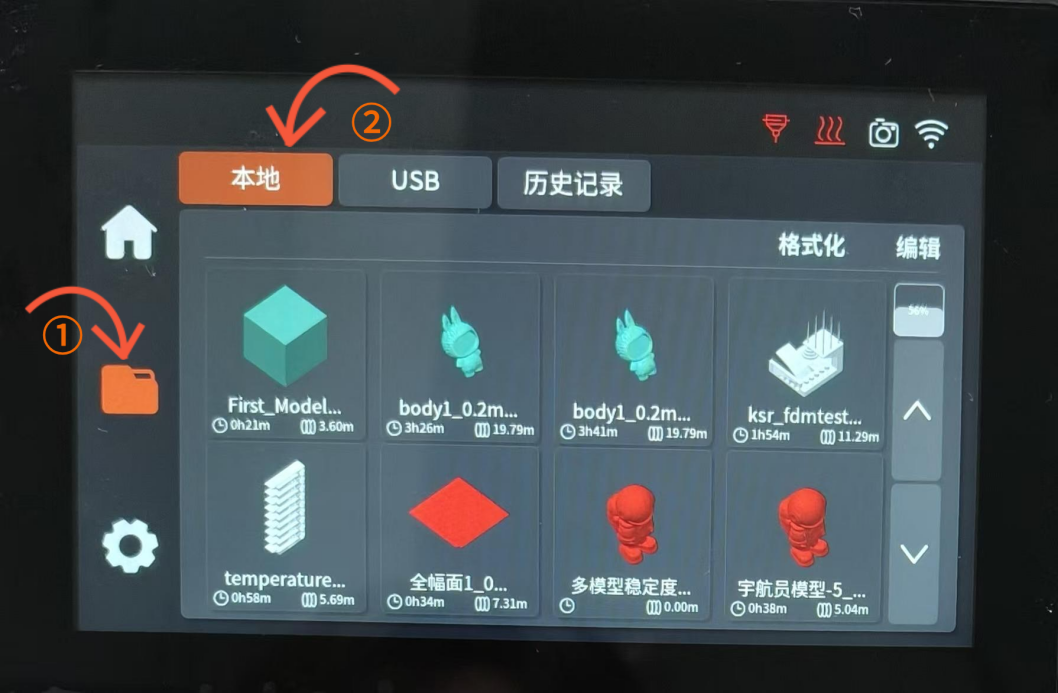 ②
本地 USB 历史记录
格式化 编辑
①
56%
First_Model... body1_0.2m... body1_0.2m... ksr_fdmtest...
0h21m 3.60m 3h26m 19.79m 3h41m 19.79m 1h54m 11.29m
temperature... 全幅面1_0... 多模型稳定度... 宇航员模型-5_...
0h58m 5.69m 0h34m 7.31m 0.00m 0h38m 5.04m